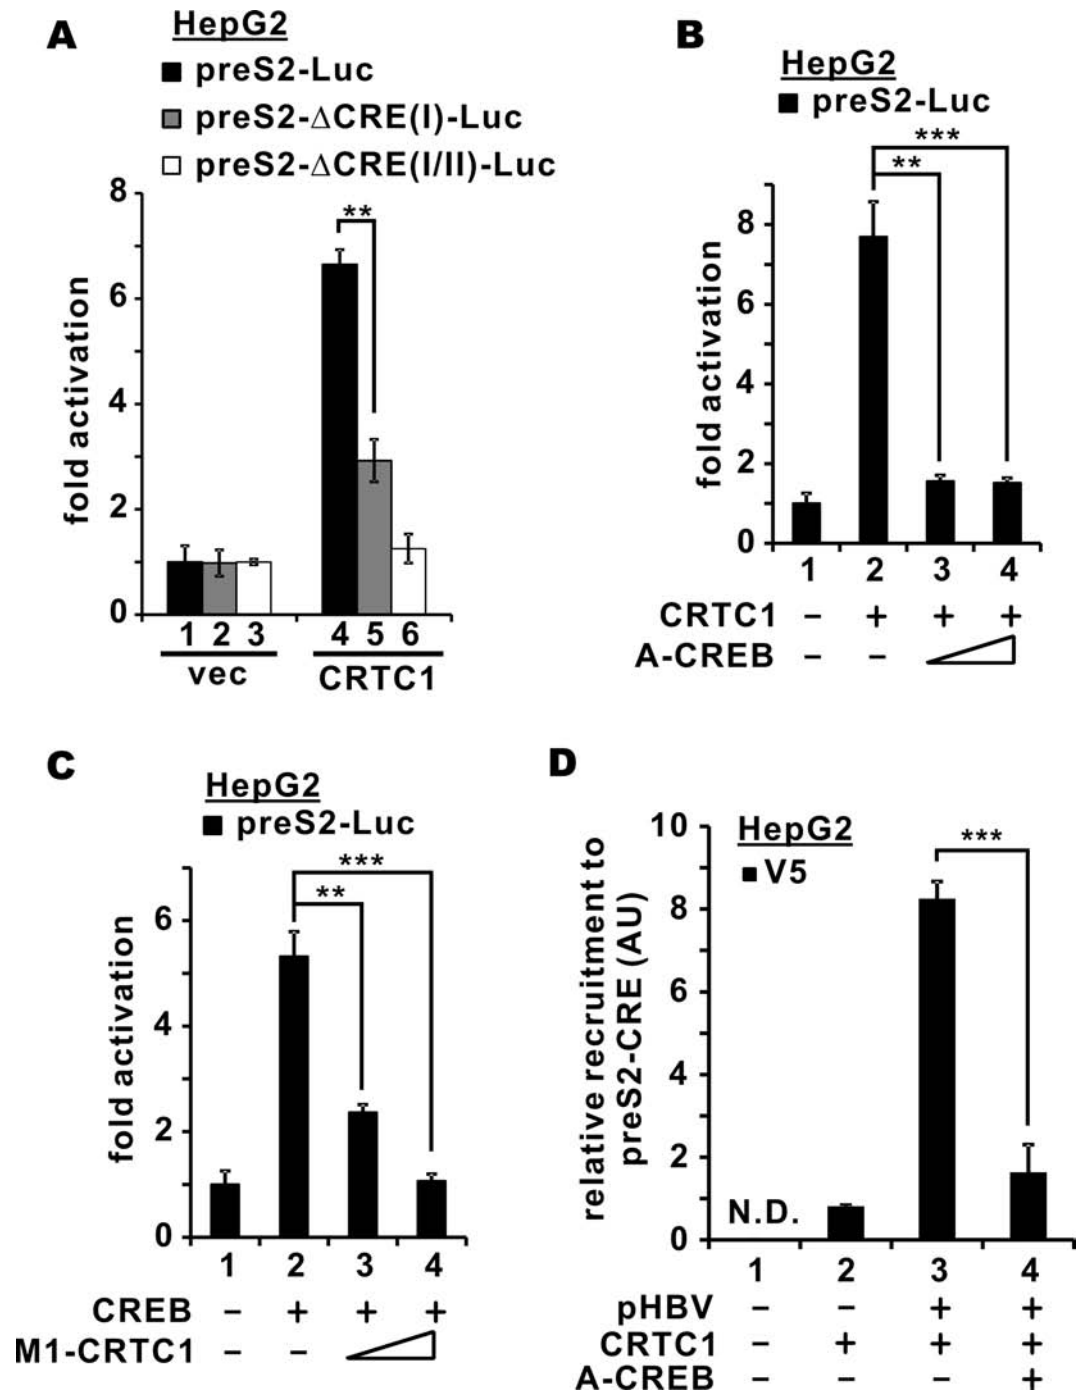 A
HepG2
preS2-Luc
preS2-ΔCRE(I)-Luc
preS2-ΔCRE(I/II)-Luc
fold activation
8
6
4
2
0
**
1 2 3 4 5 6
vec CRTC1
B
HepG2
preS2-Luc
***
**
fold activation
8
6
4
2
0
1 2 3 4
CRTC1 – + + +
A-CREB – –
C
HepG2
preS2-Luc
***
**
fold activation
6
4
2
0
1 2 3 4
CREB – + + +
M1-CRTC1 – –
D
HepG2
V5
***
relative recruitment to
preS2-CRE (AU)
10
8
6
4
2
0
N.D.
1 2 3 4
pHBV – – + +
CRTC1 – + + +
A-CREB – – – +